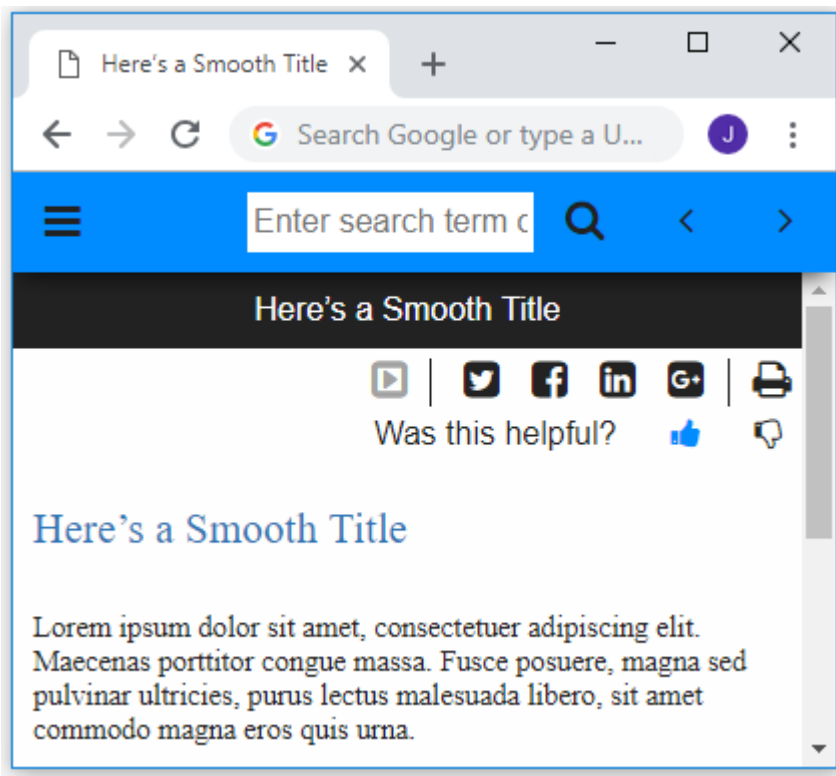 Here's a Smooth Title
Search Google or type a U...
J
Enter search term c
Here’s a Smooth Title
in
G+
Was this helpful?
Here’s a Smooth Title
Lorem ipsum dolor sit amet, consectetuer adipiscing elit.
Maecenas porttitor congue massa. Fusce posuere, magna sed
pulvinar ultricies, purus lectus malesuada libero, sit amet
commodo magna eros quis urna.